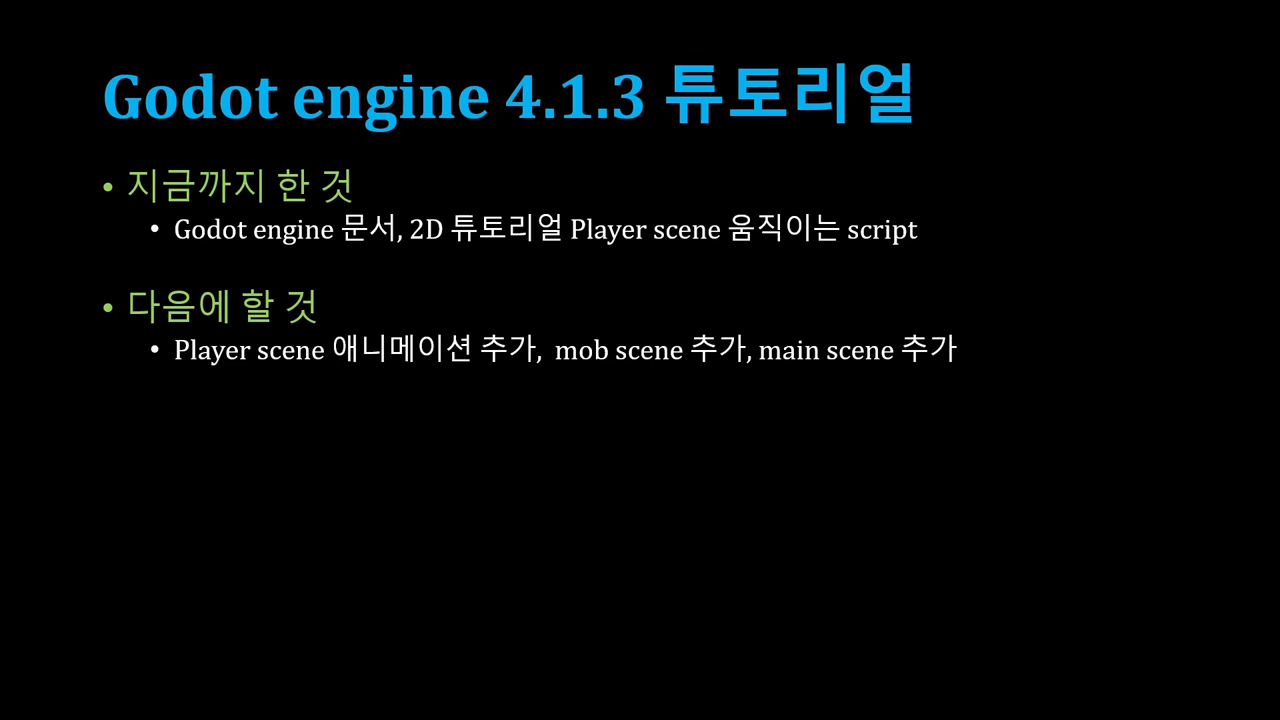 Godot engine 4.1.3 튜토리얼
• 지금까지 한 것
• Godot engine 문서, 2D 튜토리얼 Player scene 움직이는 script
• 다음에 할 것
• Player scene 애니메이션 추가, mob scene 추가, main scene 추가